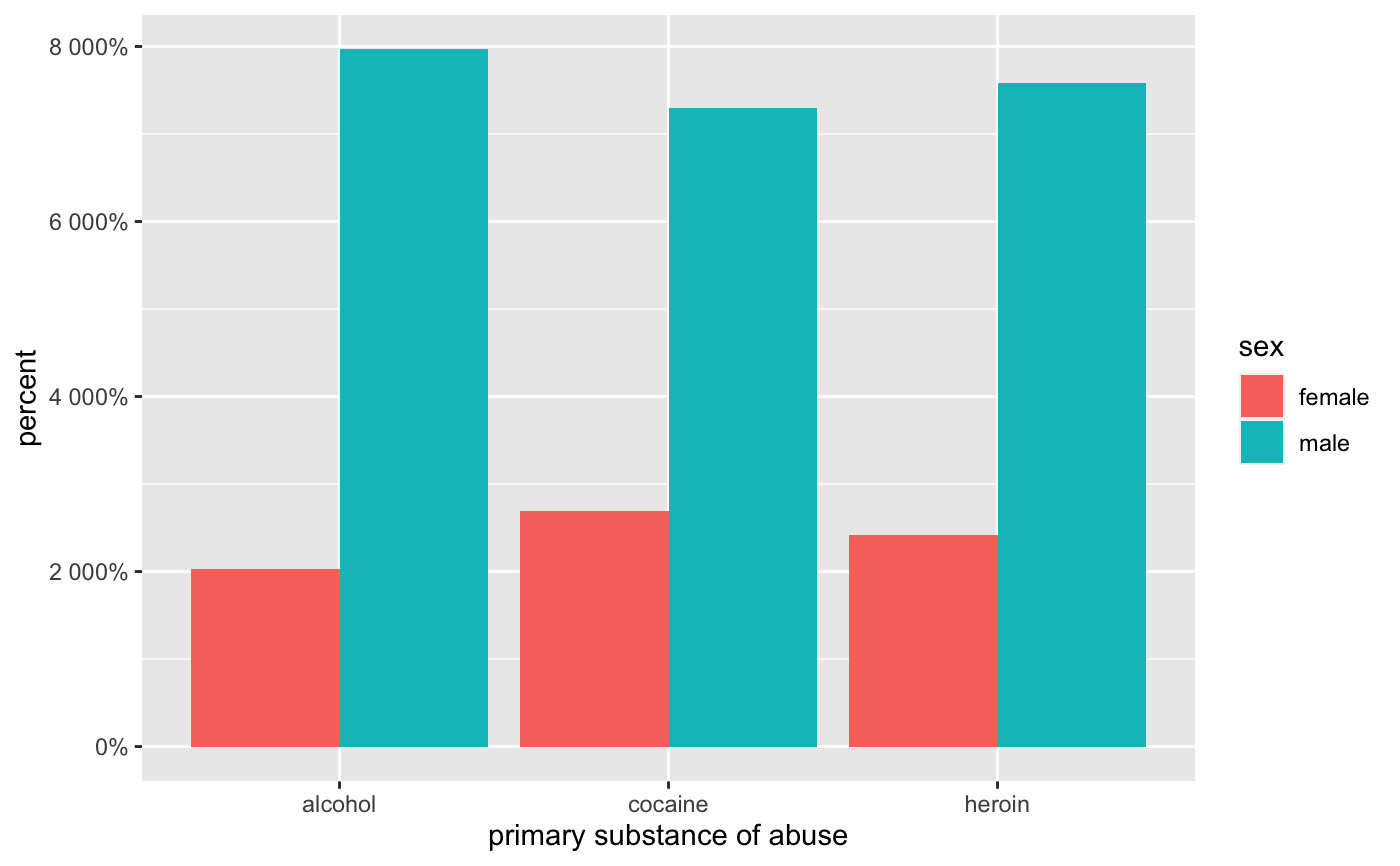 8 000%
6 000%
4 000%
2 000%
0%
percent
alcohol cocaine heroin
primary substance of abuse
sex
female
male